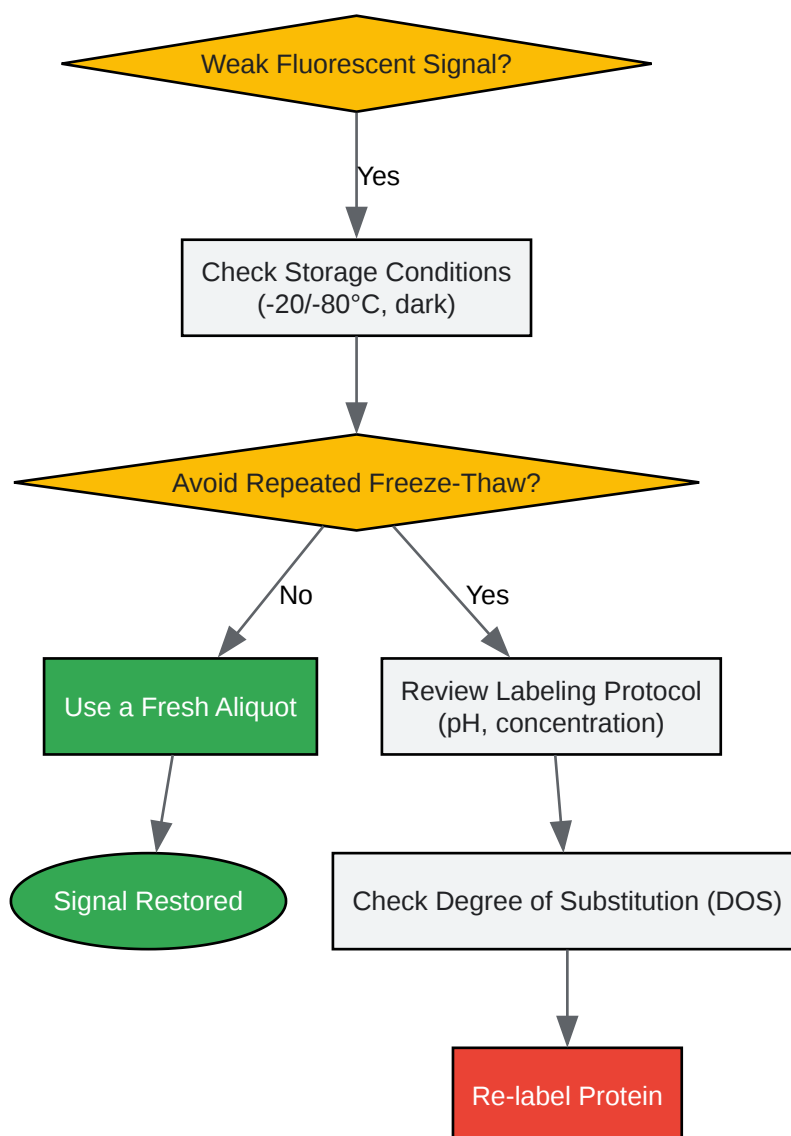 Weak Fluorescent Signal?
Yes
Check Storage Conditions
(-20/-80°C, dark)
Avoid Repeated Freeze-Thaw?
No
Yes
Use a Fresh Aliquot
Review Labeling Protocol
(pH, concentration)
Signal Restored
Check Degree of Substitution (DOS)
Re-label Protein